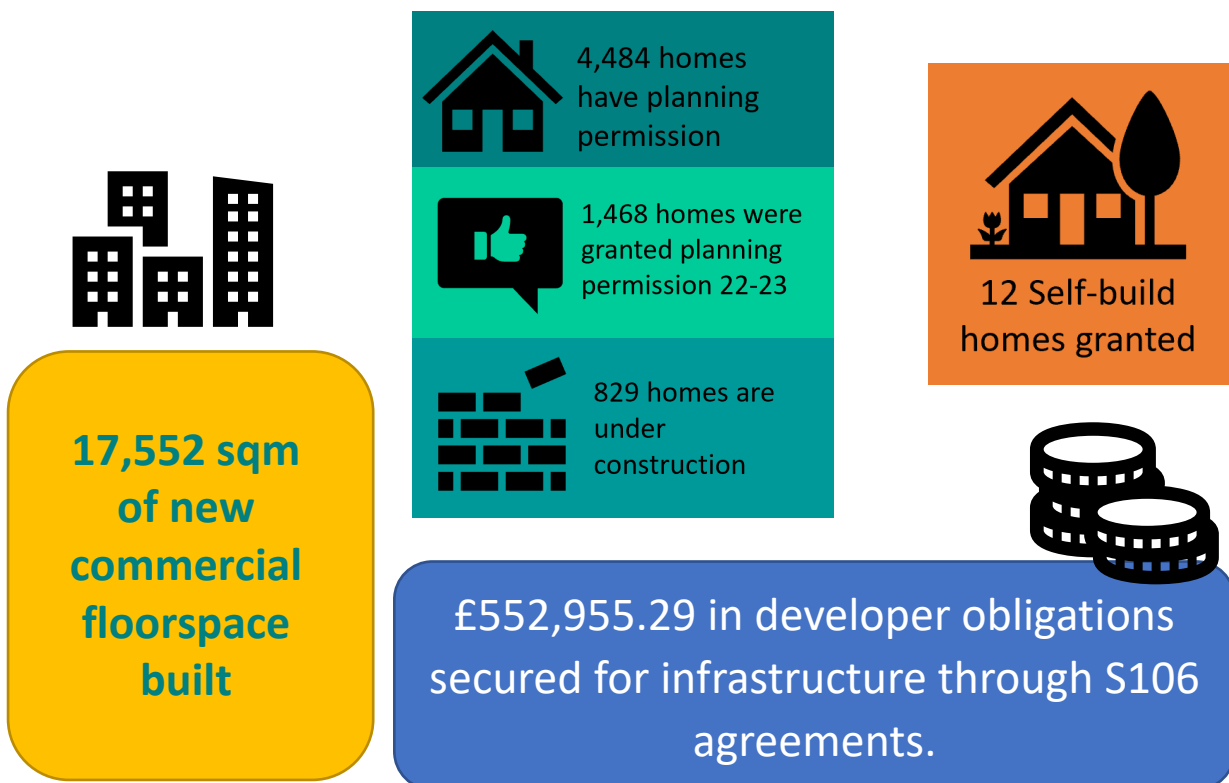 4,484 homes
have planning
permission
1,468 homes were
granted planning
permission 22-23
829 homes are
under
construction
12 Self-build
homes granted
17,552 sqm
of new
commercial
floorspace
built
£552,955.29 in developer obligations
secured for infrastructure through S106
agreements.